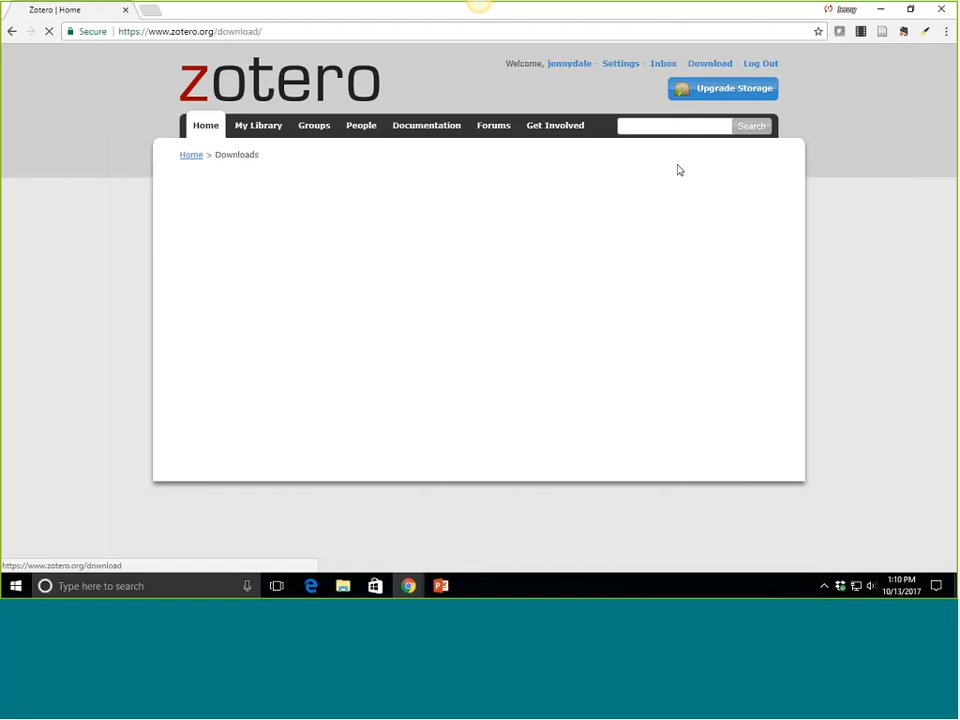 Zotero | Home
Jenny
Secure https://www.zotero.org/download/
zotero
Welcome, jennydale · Settings · Inbox · Download · Log Out
Upgrade Storage
Home My Library Groups People Documentation Forums Get Involved Search
Home > Downloads
https://www.zotero.org/download
Type here to search
1:10 PM
10/13/2017